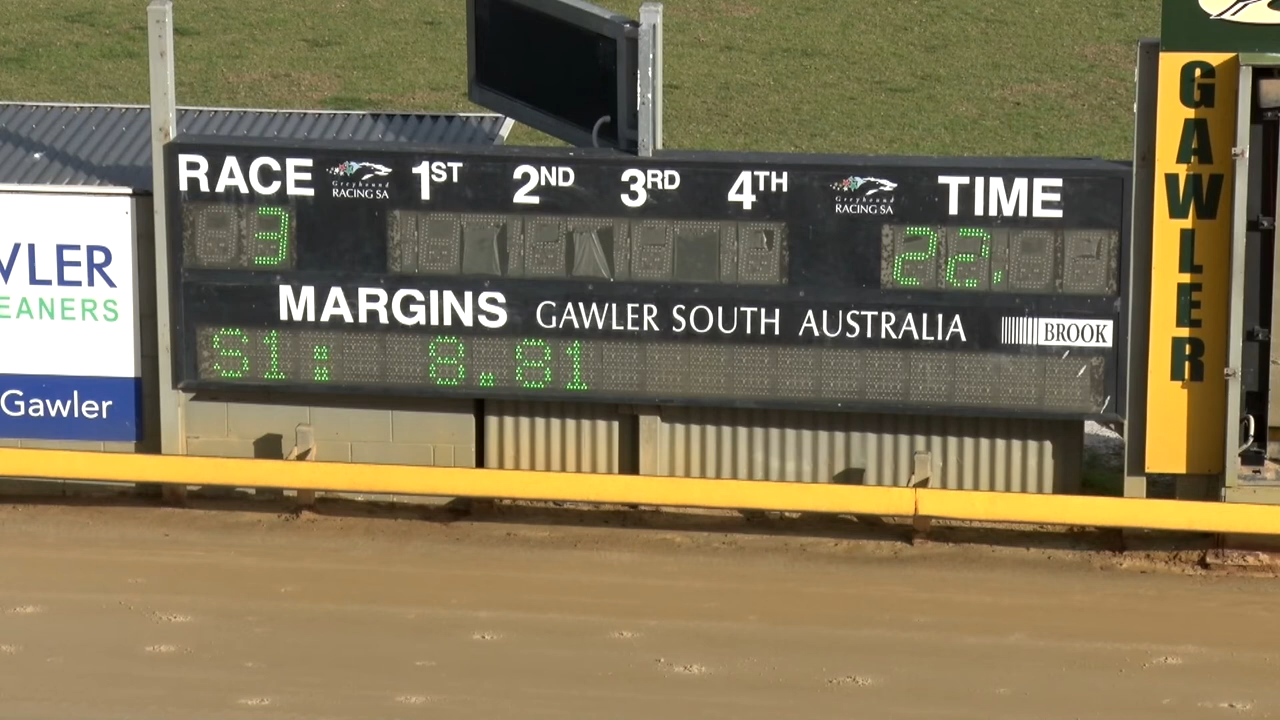 RACE
Greyhound
RACING SA
1ST
2ND
3RD
4TH
Greyhound
RACING SA
TIME
3
22.
MARGINS
GAWLER SOUTH AUSTRALIA
BROOK
S1: 8.81
WLER
EANERS
Gawler
GAWLER